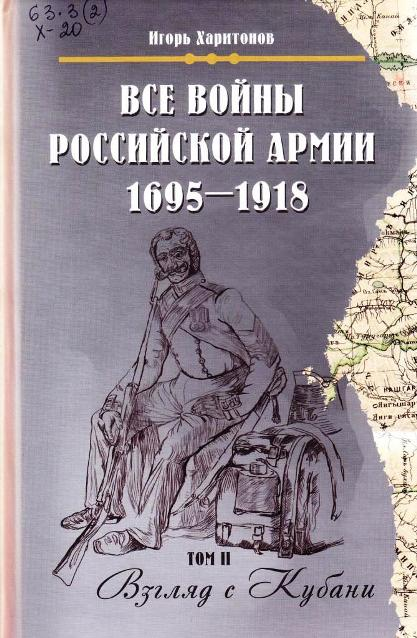 63.3(2)
Х-20
Игорь Харитонов
ВСЕ ВОЙНЫ
РОССИЙСКОЙ АРМИИ
1695—1918
ТОМ II
Взгляд с Кубани